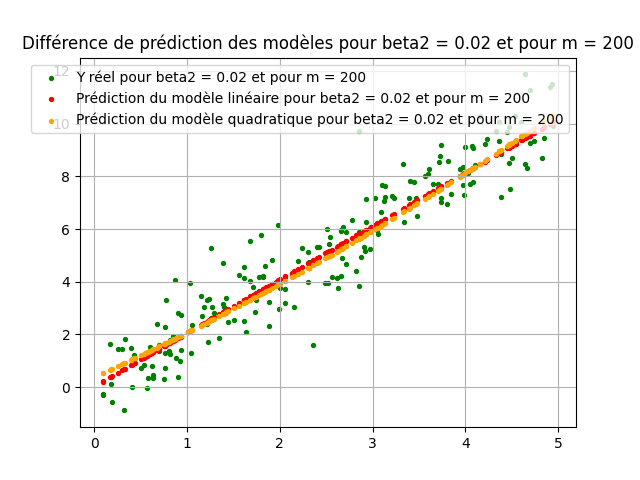 Différence de prédiction des modèles pour beta2 = 0.02 et pour m = 200
Y réel pour beta2 = 0.02 et pour m = 200
Prédiction du modèle linéaire pour beta2 = 0.02 et pour m = 200
Prédiction du modèle quadratique pour beta2 = 0.02 et pour m = 200
12
10
8
6
4
2
0
0 1 2 3 4 5